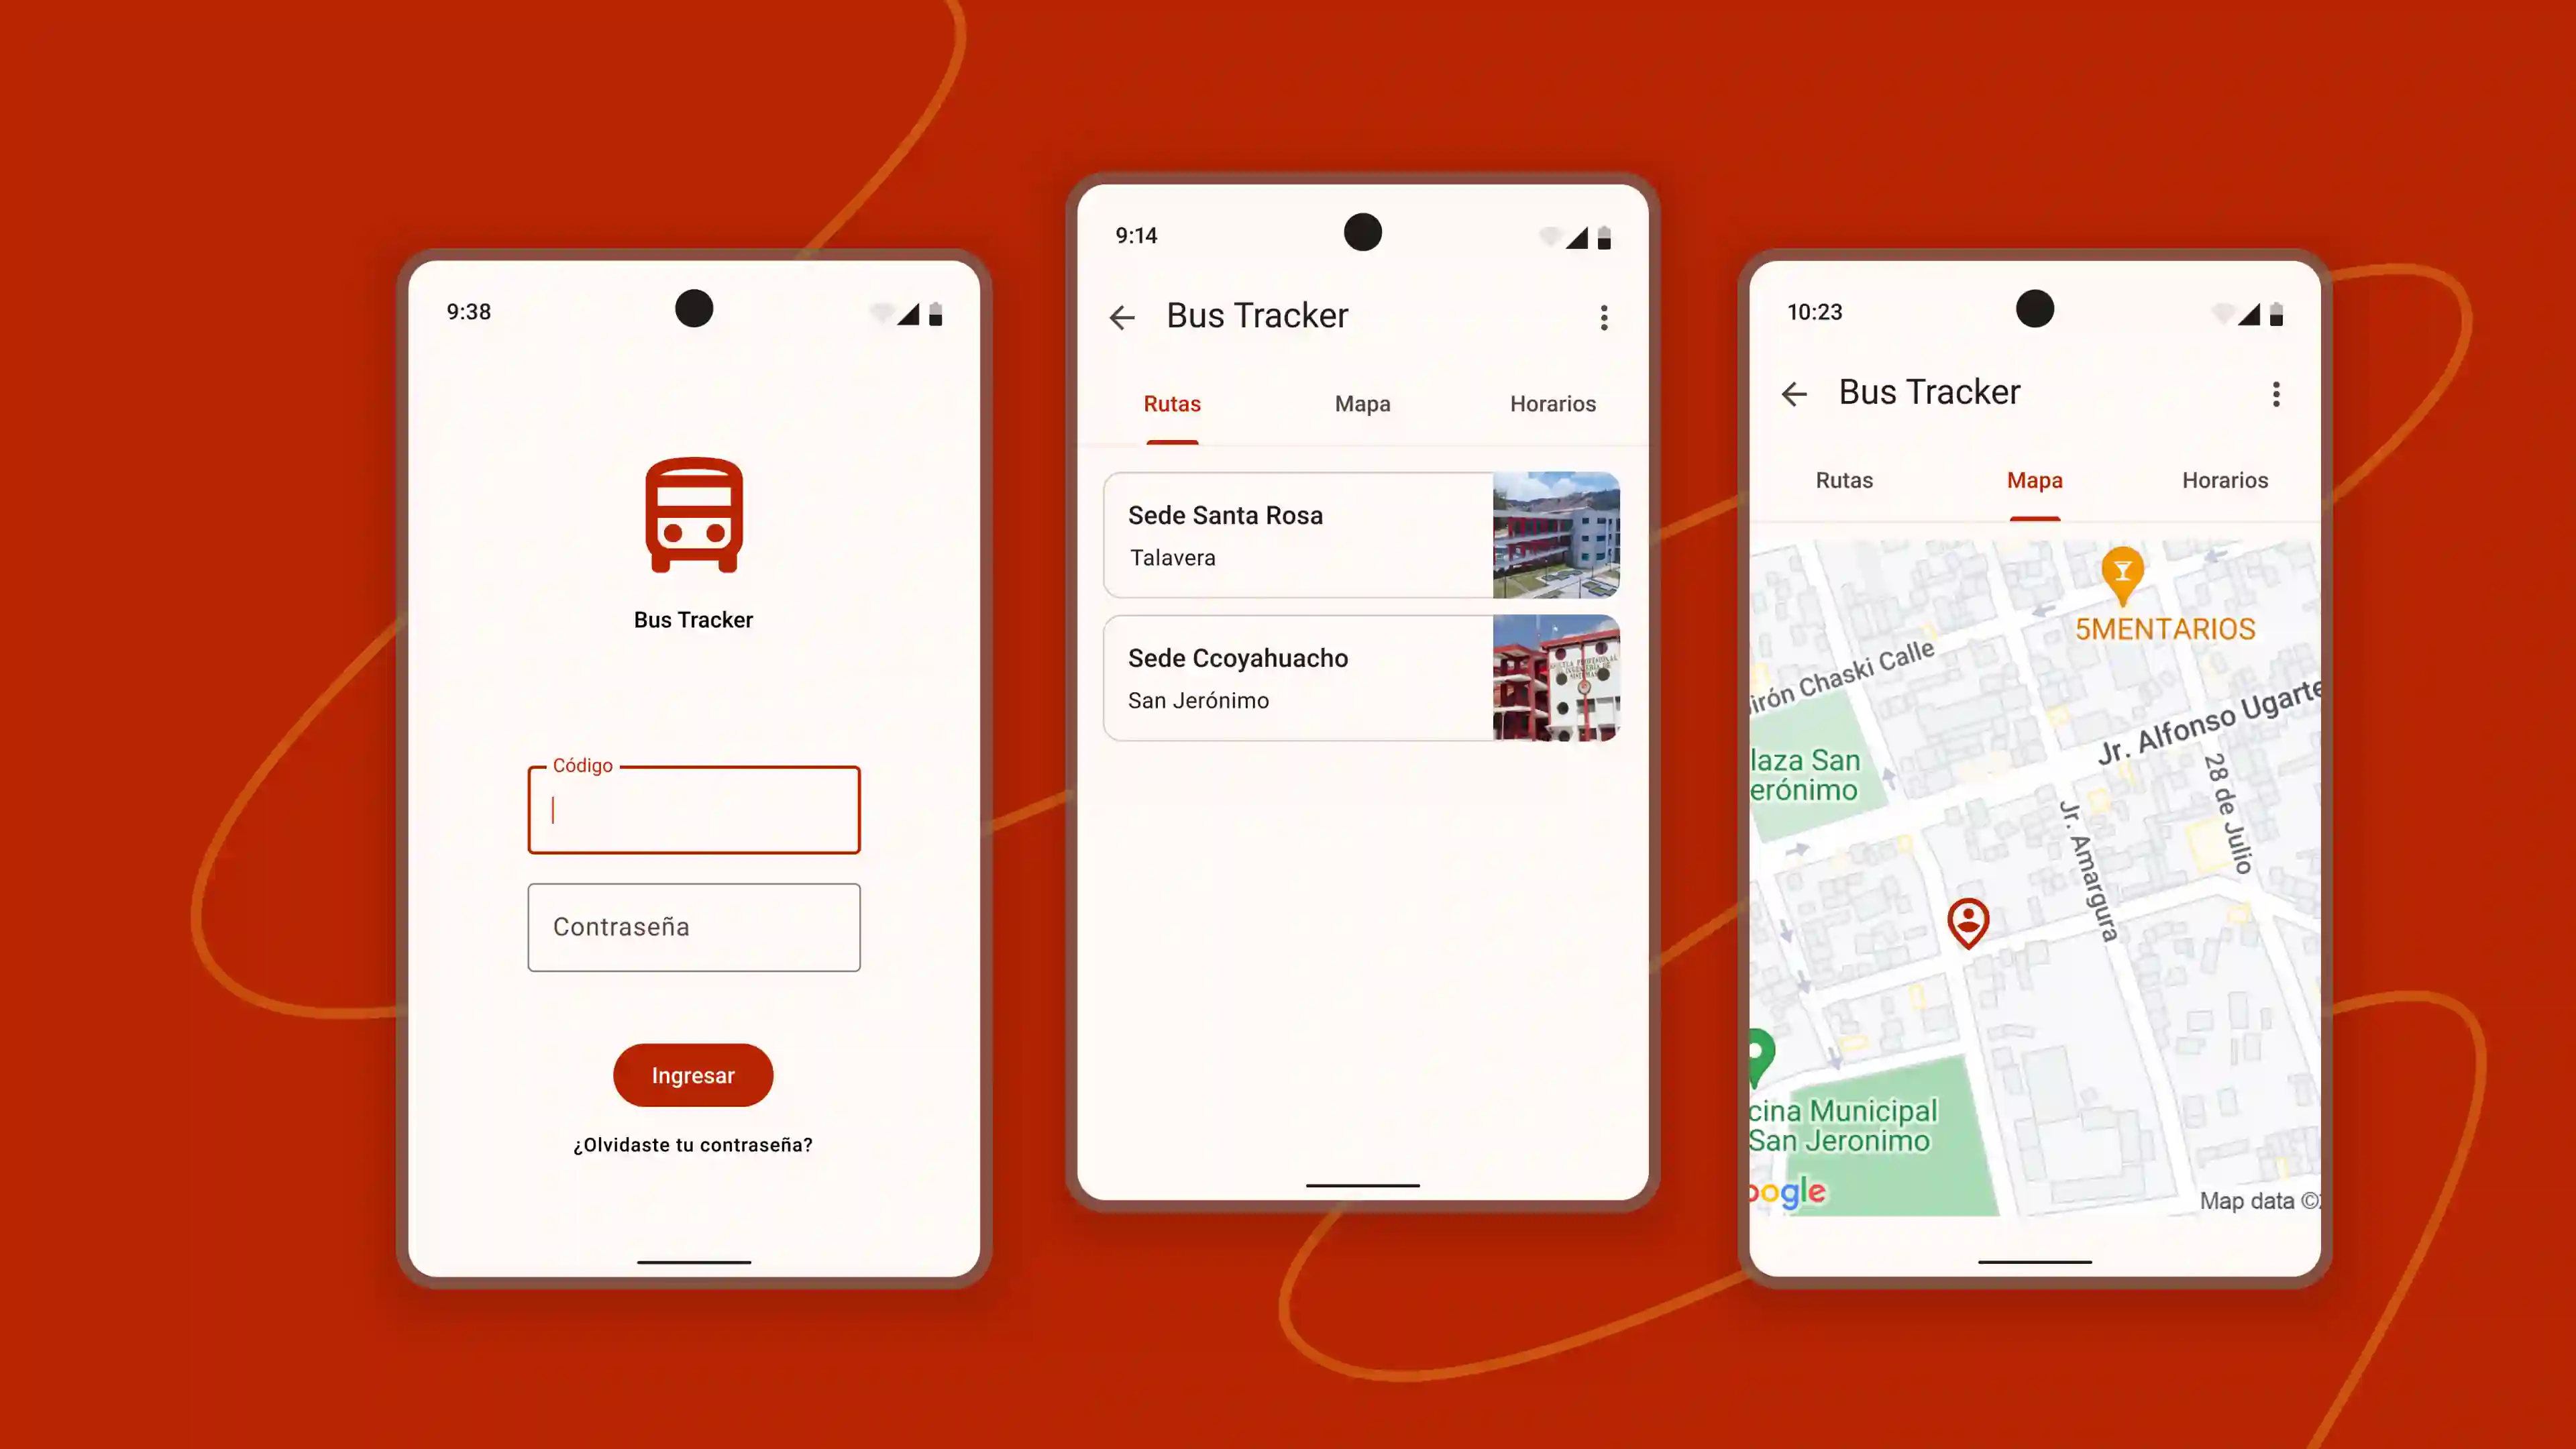 9:38
Bus Tracker
Código
Contraseña
Ingresar
¿Olvidaste tu contraseña?
9:14
Bus Tracker
Rutas
Mapa
Horarios
Sede Santa Rosa
Talavera
Sede Ccoyahuacho
San Jerónimo
10:23
Bus Tracker
Rutas
Mapa
Horarios
5MENTARIOS
irón Chaski Calle
Jr. Alfonso Ugarte
laza San
erónimo
28 de Julio
Jr. Amargura
cina Municipal
San Jeronimo
oogle
Map data ©